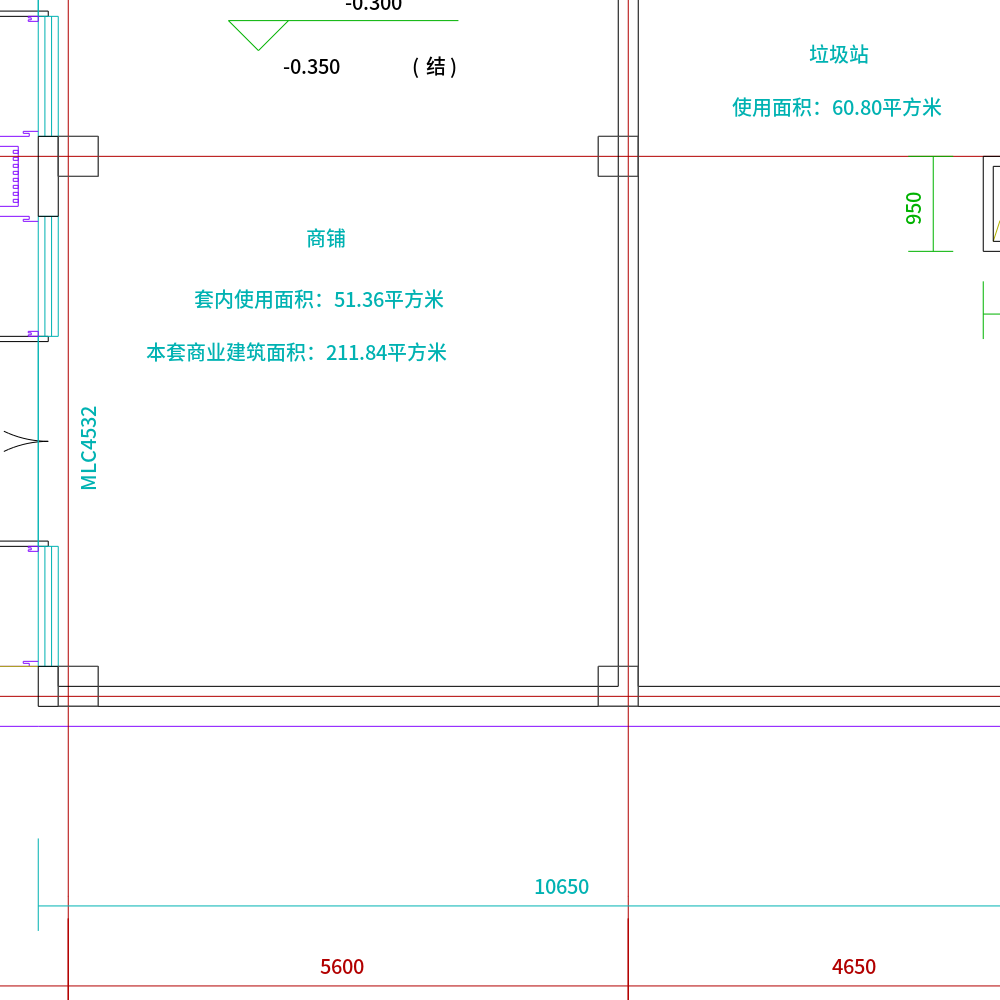 -0.300
-0.350 (结)
垃圾站
使用面积：60.80平方米
950
商铺
套内使用面积：51.36平方米
本套商业建筑面积：211.84平方米
MLC4532
10650
5600
4650